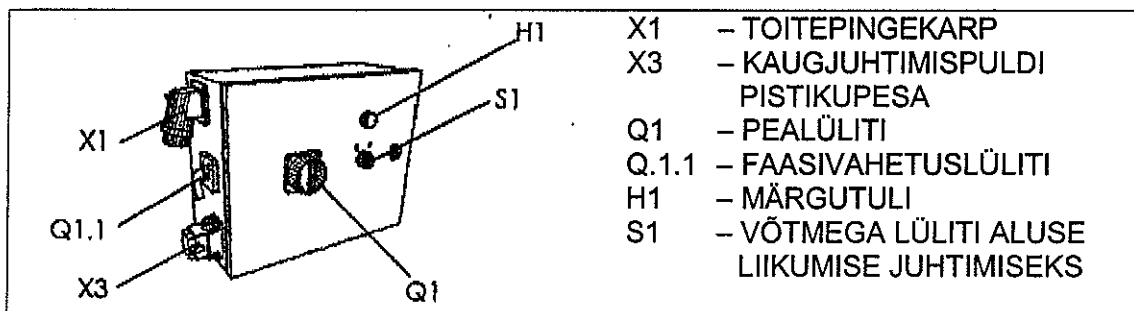 H1
S1
X1
Q1.1
X3
Q1
X1 – TOITEPINGEKARP
X3 – KAUGJUHTIMISPULDI
PISTIKUPESA
Q1 – PEALÜLITI
Q.1.1 – FAASIVAHETUSLÜLITI
H1 – MÄRGUTULI
S1 – VÕTMEGA LÜLITI ALUSE
LIIKUMISE JUHTIMISEKS